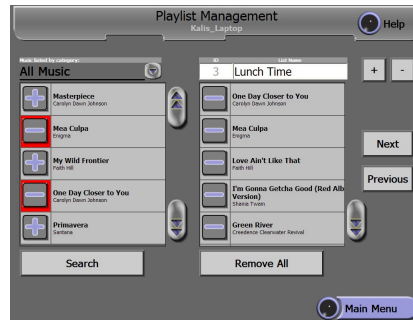 Playlist Management
Kalis_Laptop
Help
Music listed by category:
All Music
ID
List Name
3
Lunch Time
+
-
Masterpiece
Carolyn Dawn Johnson
Mea Culpa
Enigma
My Wild Frontier
Faith Hill
One Day Closer to You
Carolyn Dawn Johnson
Primavera
Santana
One Day Closer to You
Carolyn Dawn Johnson
Mea Culpa
Enigma
Love Ain't Like That
Faith Hill
I'm Gonna Getcha Good (Red Alb
Version)
Shania Twain
Green River
Creedence Clearwater Revival
Next
Previous
Search
Remove All
Main Menu